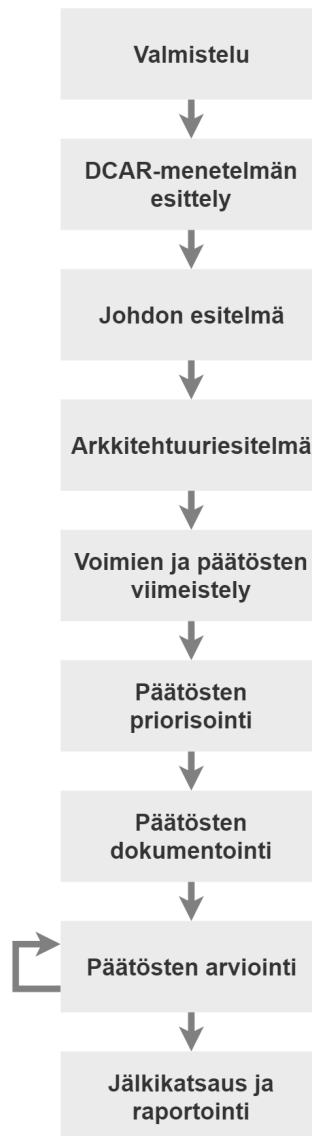 Valmistelu
DCAR-menetelmän
esittely
Johdon esitelmä
Arkkitehtuuriesitelmä
Voimien ja päätösten
viimeistely
Päätösten
priorisointi
Päätösten
dokumentointi
Päätösten arviointi
Jälkikatsaus ja
raportointi